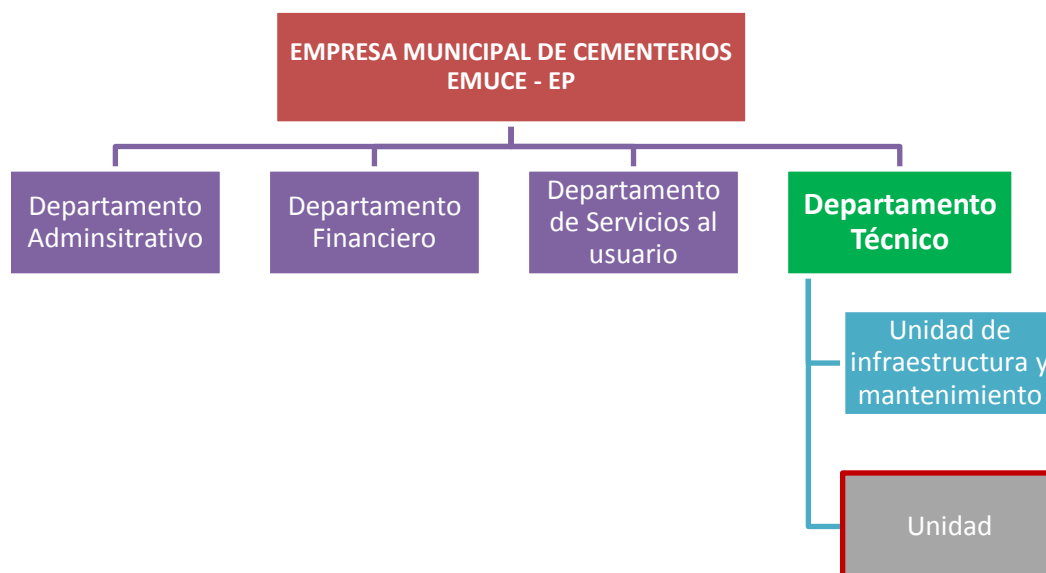 EMPRESA MUNICIPAL DE CEMENTERIOS
EMUCE - EP
Departamento
Adminsitrativo
Departamento
Financiero
Departamento
de Servicios al
usuario
Departamento
Técnico
Unidad de
infraestructura y
mantenimiento
Unidad